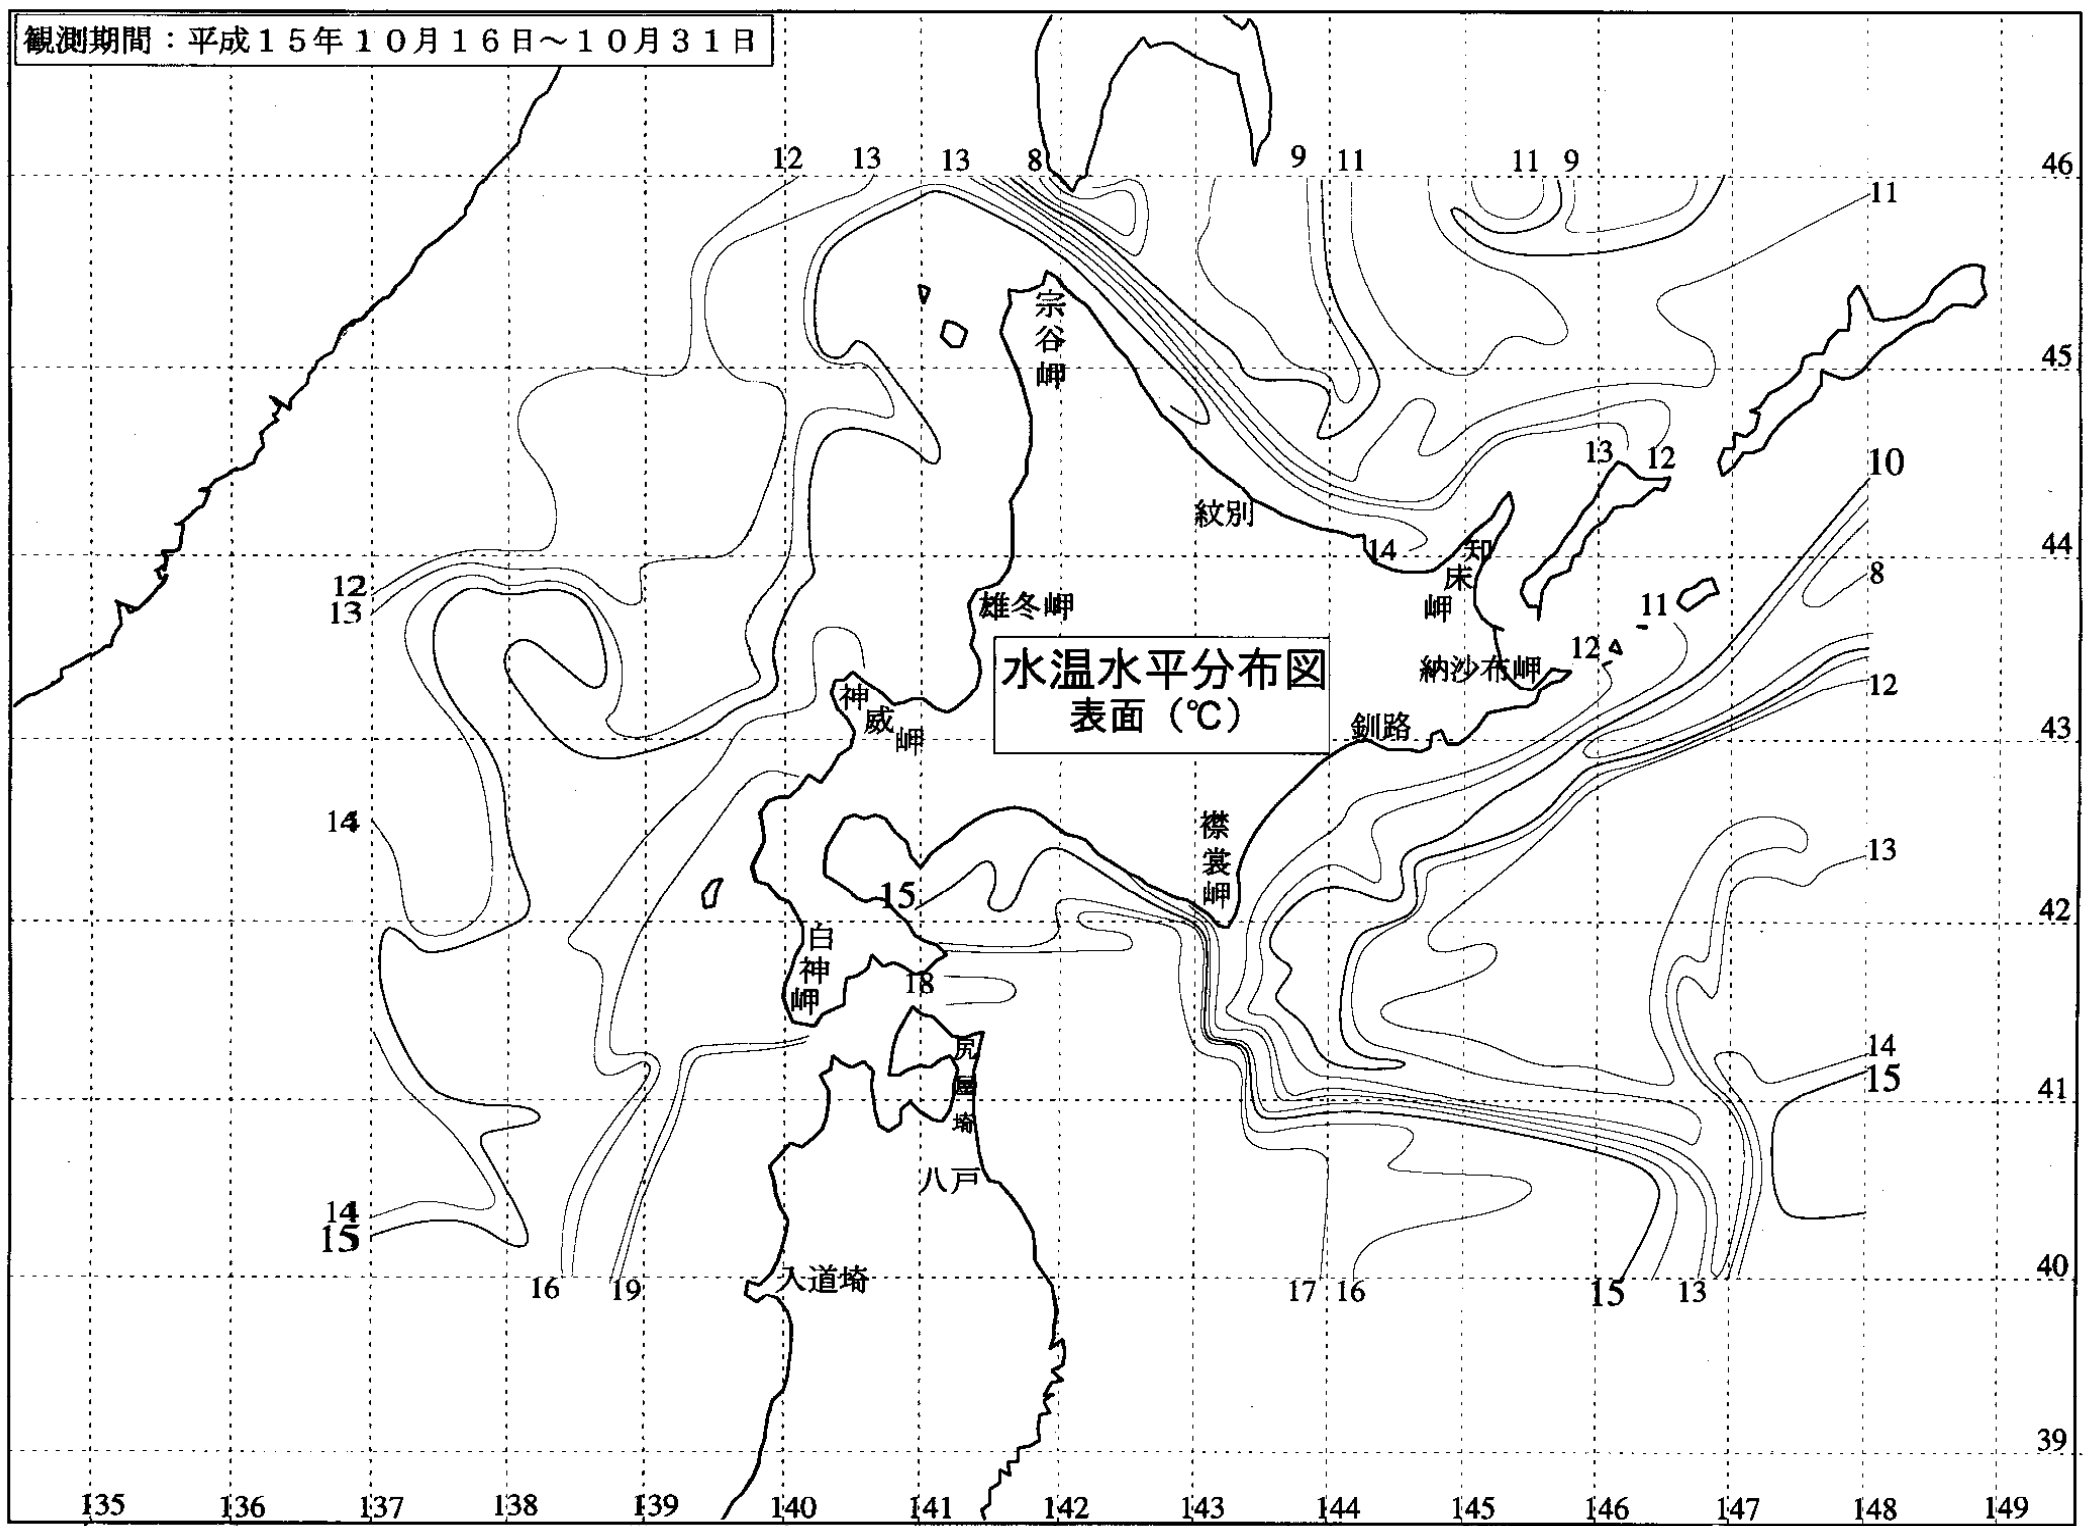 観測期間：平成１５年１０月１６日～１０月３１日
12 13 13 8 9 11 11 9 46
11
宗谷岬
45
13 12 10
紋別
14 知床岬 44
8
12
13
雄冬岬 11
水温水平分布図
表面（℃）
12
納沙布岬
12
神威岬
釧路
43
14
襟裳岬
13
15
42
白神岬
18
14
15
尻屋埼
41
八戸
14
15
入道埼
40
16 19 17 16 15 13
39
135 136 137 138 139 140 141 142 143 144 145 146 147 148 149